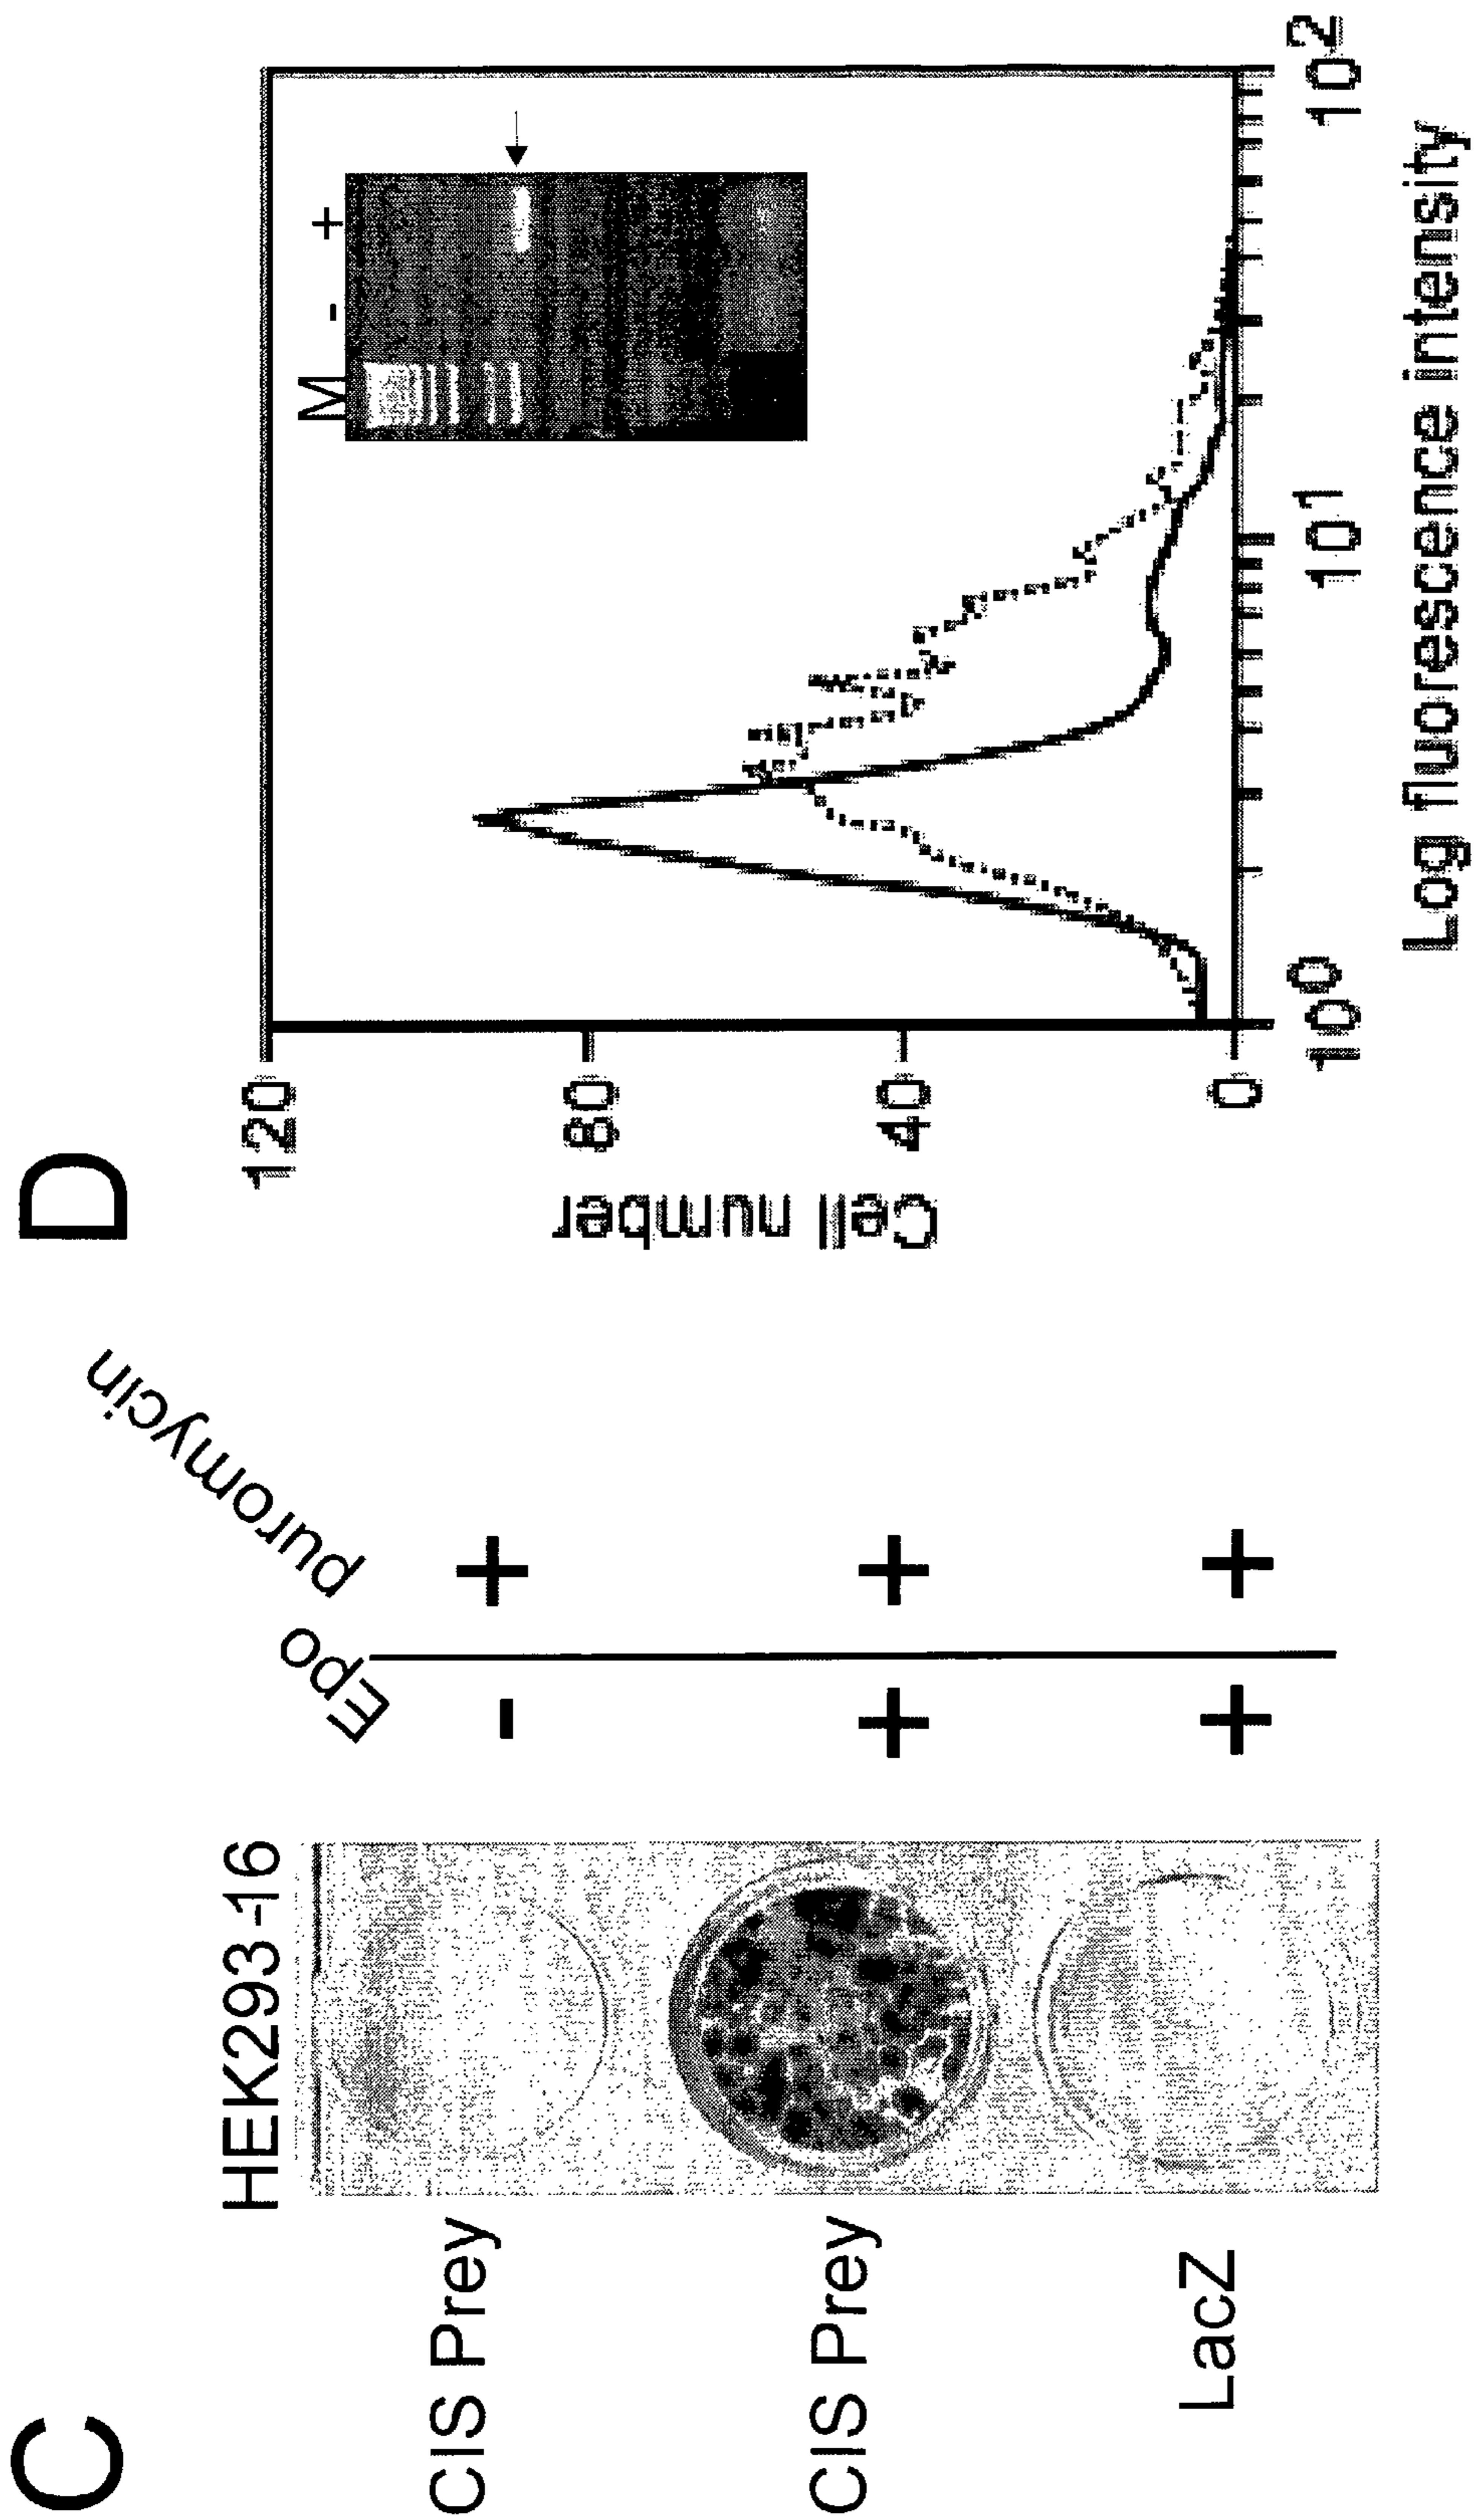 C
HEK293-16
Epo
puromycin
CIS Prey
-
+
CIS Prey
+
+
LacZ
+
+
D
Cell number
120
80
40
0
M
-
+
10^0
10^1
10^2
Log fluorescence intensity